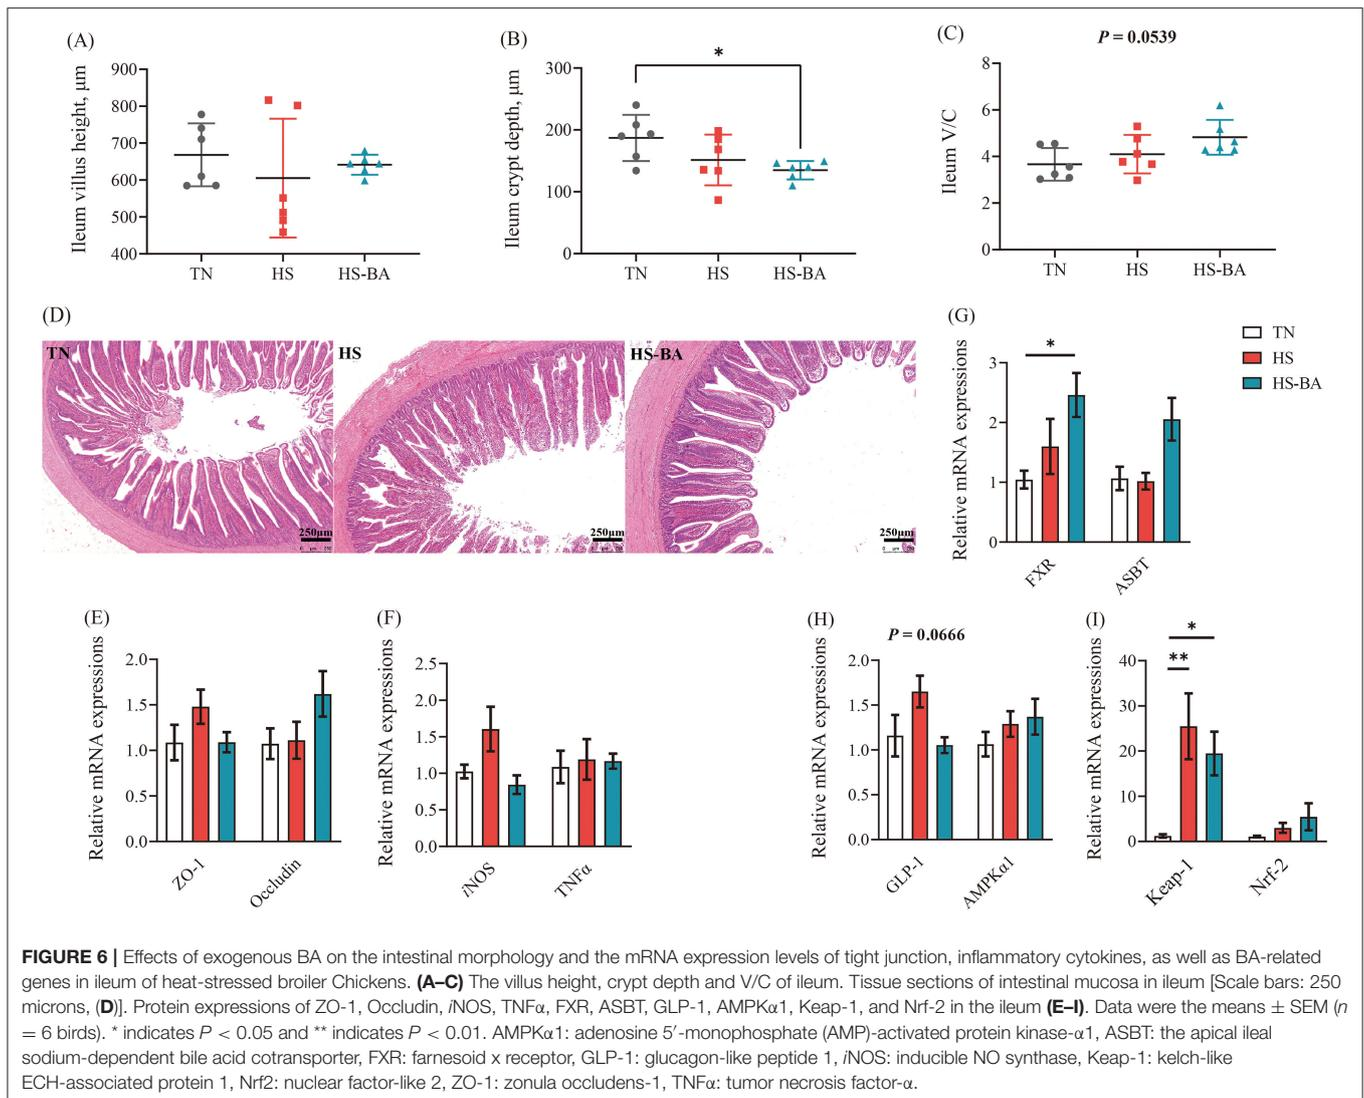 (A)
Ileum villus height, μm
900
800
700
600
500
400
TN
HS
HS-BA
(B)
*
Ileum crypt depth, μm
300
200
100
0
TN
HS
HS-BA
(C)
P = 0.0539
Ileum V/C
8
6
4
2
0
TN
HS
HS-BA
(D)
TN
250μm
HS
250μm
HS-BA
250μm
(G)
TN
HS
HS-BA
*
Relative mRNA expressions
3
2
1
0
FXR
ASBT
(E)
Relative mRNA expressions
2.0
1.5
1.0
0.5
0.0
ZO-1
Occludin
(F)
Relative mRNA expressions
2.5
2.0
1.5
1.0
0.5
0.0
iNOS
TNFα
(H)
P = 0.0666
Relative mRNA expressions
2.0
1.5
1.0
0.5
0.0
GLP-1
AMPKα1
(I)
*
**
Relative mRNA expressions
40
30
20
10
0
Keap-1
Nrf-2
FIGURE 6 | Effects of exogenous BA on the intestinal morphology and the mRNA expression levels of tight junction, inflammatory cytokines, as well as BA-related
genes in ileum of heat-stressed broiler Chickens. (A–C) The villus height, crypt depth and V/C of ileum. Tissue sections of intestinal mucosa in ileum [Scale bars: 250
microns, (D)]. Protein expressions of ZO-1, Occludin, iNOS, TNFα, FXR, ASBT, GLP-1, AMPKα1, Keap-1, and Nrf-2 in the ileum (E–I). Data were the means ± SEM (n
= 6 birds). * indicates P < 0.05 and ** indicates P < 0.01. AMPKα1: adenosine 5′-monophosphate (AMP)-activated protein kinase-α1, ASBT: the apical ileal
sodium-dependent bile acid cotransporter, FXR: farnesoid x receptor, GLP-1: glucagon-like peptide 1, iNOS: inducible NO synthase, Keap-1: kelch-like
ECH-associated protein 1, Nrf2: nuclear factor-like 2, ZO-1: zonula occludens-1, TNFα: tumor necrosis factor-α.